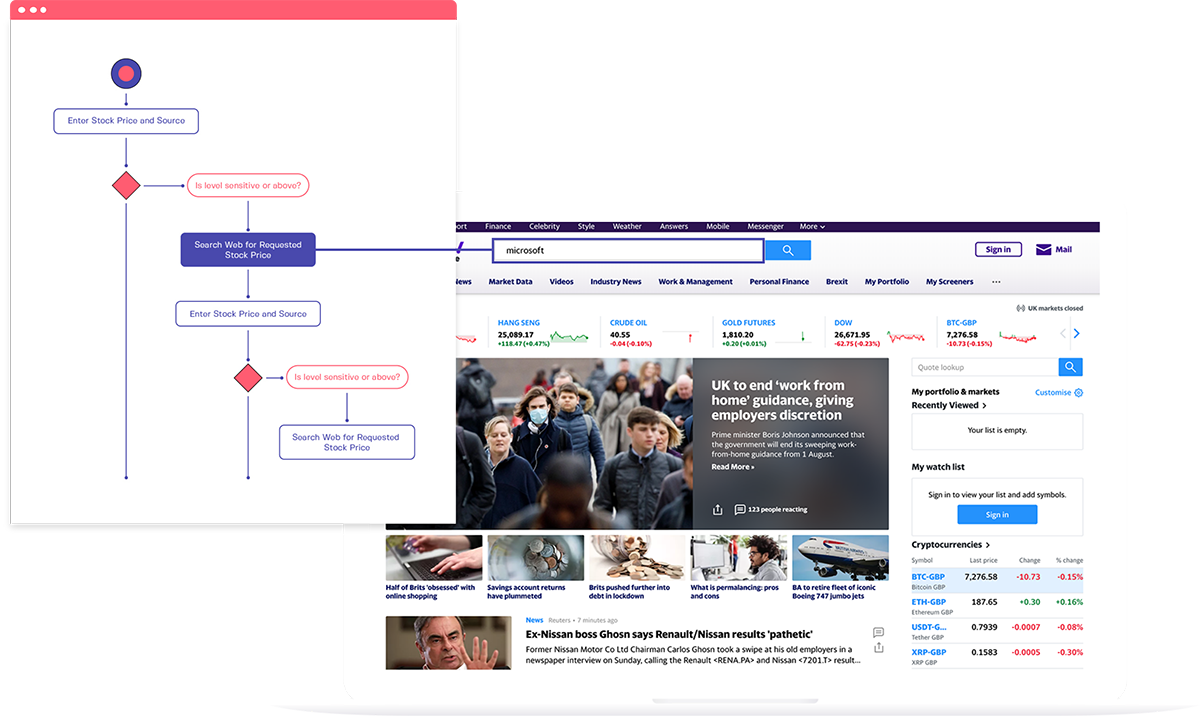 Enter Stock Price and Source
Is level sensitive or above?
Search Web for Requested
Stock Price
Enter Stock Price and Source
Is level sensitive or above?
Search Web for Requested
Stock Price
ort Finance Celebrity Style Weather Answers Mobile Messenger More
microsoft
Sign in
Mail
News Market Data Videos Industry News Work & Management Personal Finance Brexit My Portfolio My Screeners ...
UK markets closed
HANG SENG
25,089.17
+118.47 (+0.47%)
CRUDE OIL
40.55
-0.04 (-0.10%)
GOLD FUTURES
1,810.20
+0.20 (+0.01%)
DOW
26,671.95
-62.75 (-0.23%)
BTC-GBP
7,276.58
-10.73 (-0.15%)
UK to end ‘work from
home’ guidance, giving
employers discretion
Prime minister Boris Johnson announced that
the government will end its sweeping work-
from-home guidance from 1 August.
Read More »
123 people reacting
Half of Brits 'obsessed' with
online shopping
Savings account returns
have plummeted
Brits pushed further into
debt in lockdown
What is permalancing: pros
and cons
BA to retire fleet of iconic
Boeing 747 jumbo jets
News Reuters • 7 minutes ago
Ex-Nissan boss Ghosn says Renault/Nissan results 'pathetic'
Former Nissan Motor Co Ltd Chairman Carlos Ghosn took a swipe at his old employers in a
newspaper interview on Sunday, calling the Renault <RENA.PA> and Nissan <7201.T> result...
Quote lookup
My portfolio & markets Customise
Recently Viewed >
Your list is empty.
My watch list
Sign in to view your list and add symbols.
Sign in
Cryptocurrencies >
Symbol Last price Change % change
BTC-GBP 7,276.58 -10.73 -0.15%
Bitcoin GBP
ETH-GBP 187.65 +0.30 +0.16%
Ethereum GBP
USDT-G... 0.7939 -0.0007 -0.08%
Tether GBP
XRP-GBP 0.1583 -0.0005 -0.30%
XRP GBP